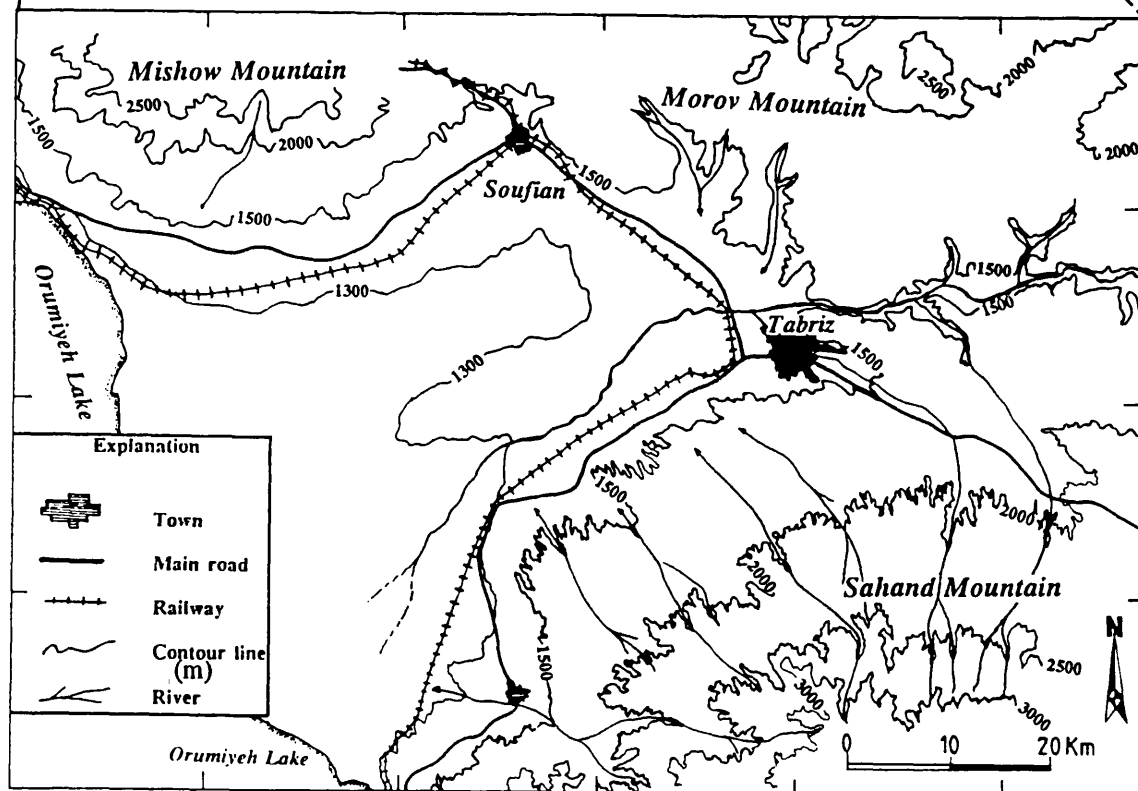 Mishow Mountain
2500
2000
1500
1500
Soufian
1500
Morov Mountain
2500
2000
2000
1500
1500
Tabriz
1500
Orumiyeh Lake
1300
1300
1500
2000
2000
Sahand Mountain
2500
3000
3000
1500
Orumiyeh Lake
Explanation
Town
Main road
Railway
Contour line
(m)
River
N
0 10 20 Km